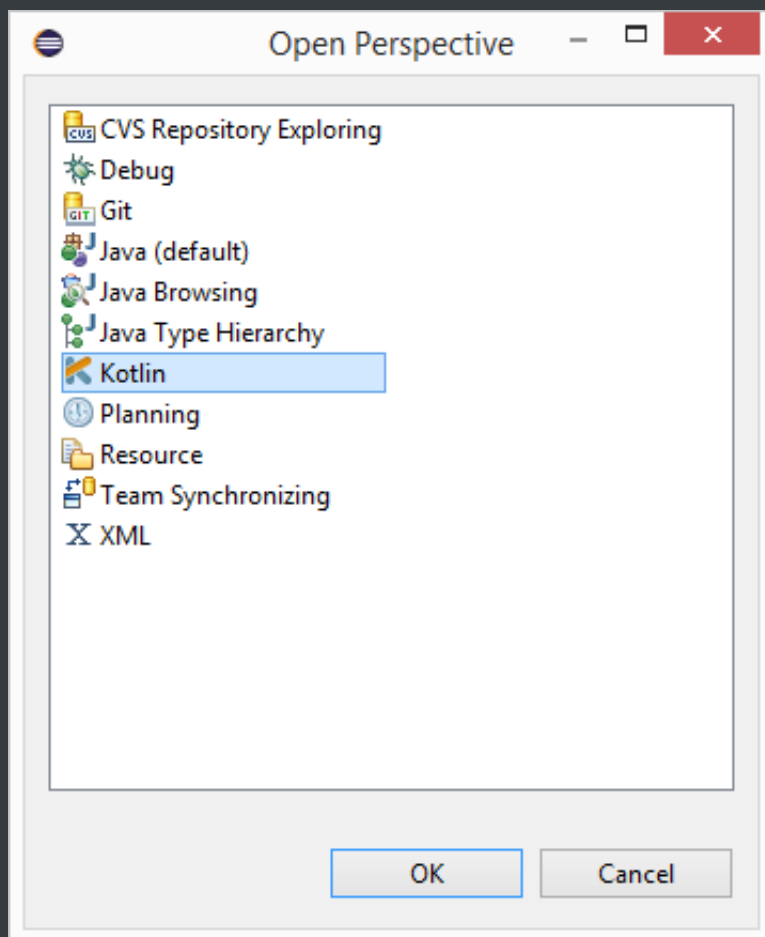 Open Perspective
CVS Repository Exploring
Debug
GIT Git
Java (default)
Java Browsing
Java Type Hierarchy
Kotlin
Planning
Resource
Team Synchronizing
XML
OK Cancel